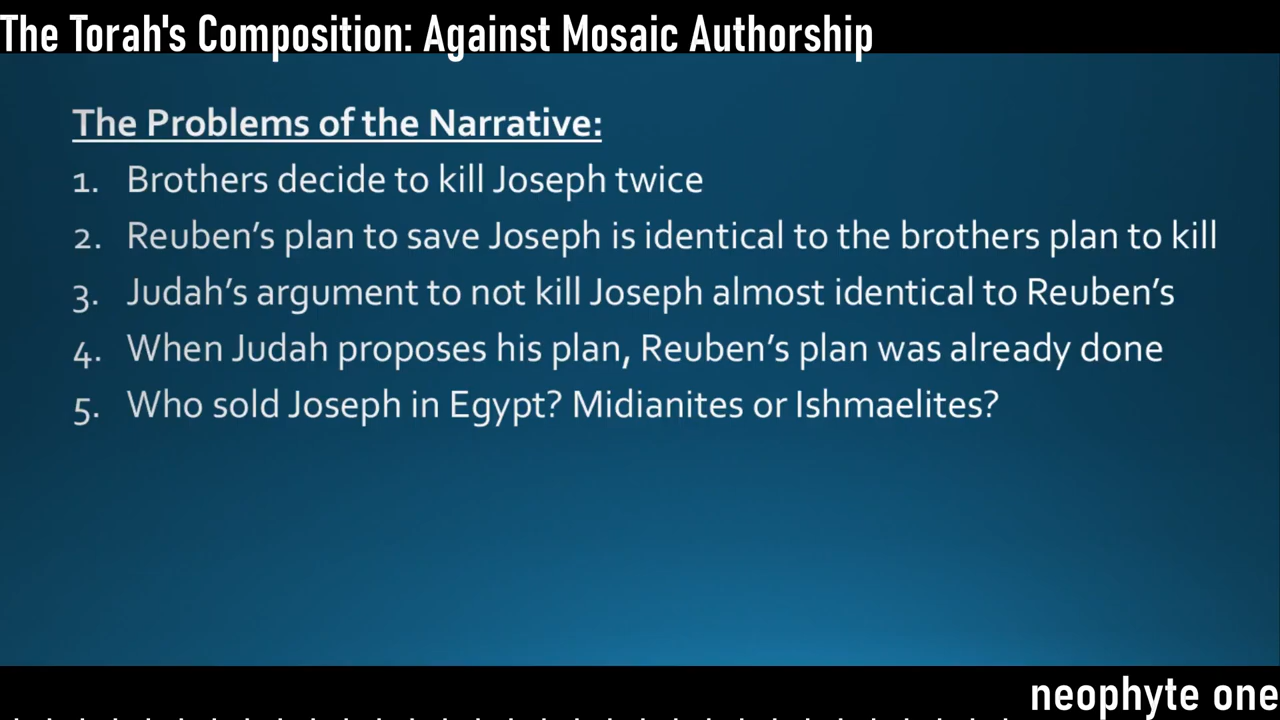 The Torah's Composition: Against Mosaic Authorship
The Problems of the Narrative:
1. Brothers decide to kill Joseph twice
2. Reuben’s plan to save Joseph is identical to the brothers plan to kill
3. Judah’s argument to not kill Joseph almost identical to Reuben’s
4. When Judah proposes his plan, Reuben’s plan was already done
5. Who sold Joseph in Egypt? Midianites or Ishmaelites?
neophyte one